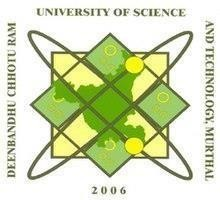 DEENBANDHU CHHOTU RAM
UNIVERSITY OF SCIENCE
AND TECHNOLOGY, MURTHAL
2006